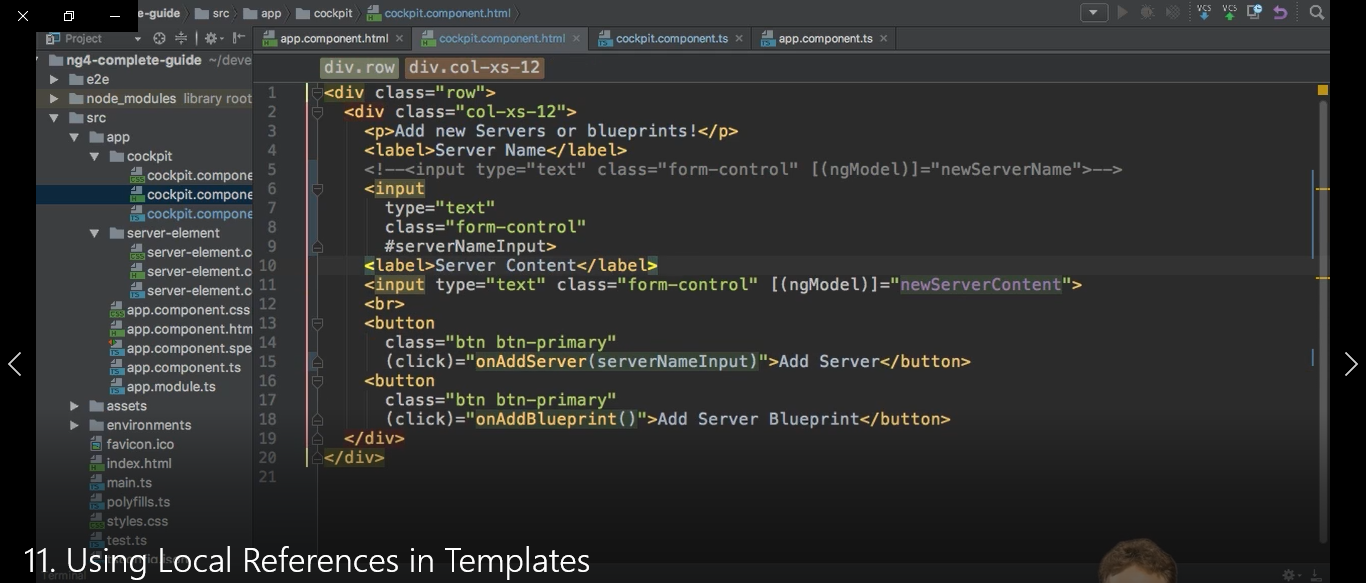 e-guide src app cockpit cockpit.component.html
Project app.component.html cockpit.component.html cockpit.component.ts app.component.ts
ng4-complete-guide ~/deve
e2e
node_modules library root
src
app
cockpit
cockpit.compone
cockpit.compone
cockpit.compone
server-element
server-element.c
server-element.c
server-element.c
app.component.css
app.component.htm
app.component.spe
app.component.ts
app.module.ts
assets
environments
favicon.ico
index.html
main.ts
polyfills.ts
styles.css
test.ts
VCS VCS
div.row div.col-xs-12
1 <div class="row">
2 <div class="col-xs-12">
3 <p>Add new Servers or blueprints!</p>
4 <label>Server Name</label>
5 <!--<input type="text" class="form-control" [(ngModel)]="newServerName">-->
6 <input
7 type="text"
8 class="form-control"
9 #serverNameInput>
10 <label>Server Content</label>
11 <input type="text" class="form-control" [(ngModel)]="newServerContent">
12 <br>
13 <button
14 class="btn btn-primary"
15 (click)="onAddServer(serverNameInput)">Add Server</button>
16 <button
17 class="btn btn-primary"
18 (click)="onAddBlueprint()">Add Server Blueprint</button>
19 </div>
20 </div>
21
11. Using Local References in Templates
Terminal